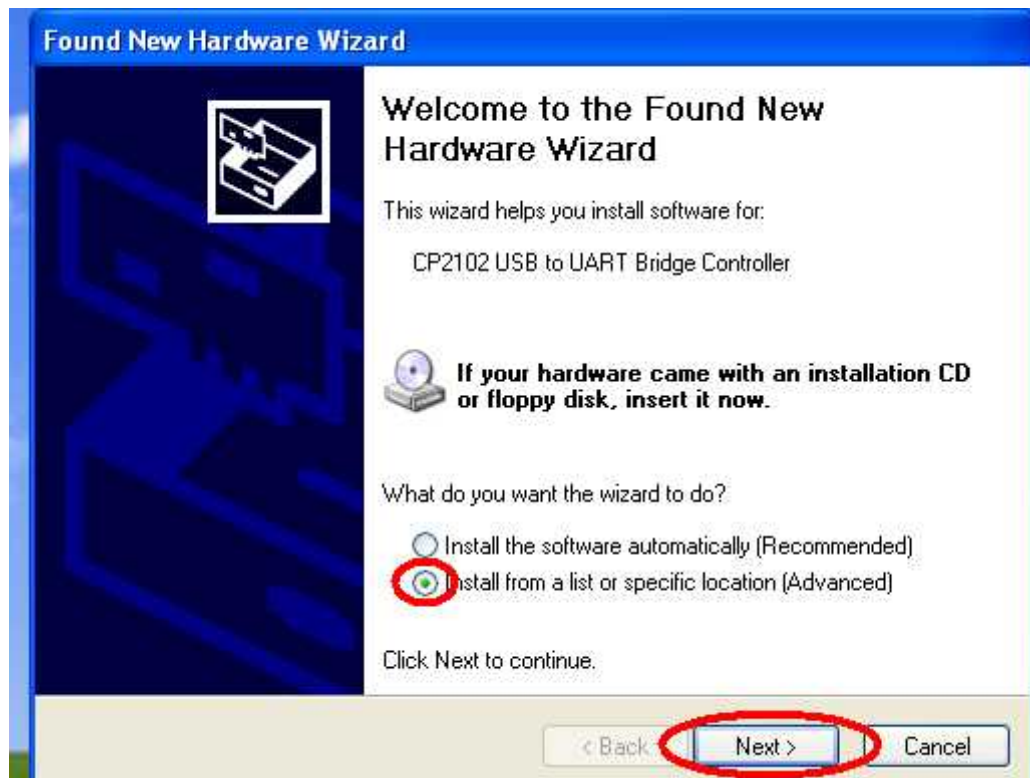 Found New Hardware Wizard
Welcome to the Found New
Hardware Wizard
This wizard helps you install software for:
CP2102 USB to UART Bridge Controller
If your hardware came with an installation CD
or floppy disk, insert it now.
What do you want the wizard to do?
Install the software automatically (Recommended)
Install from a list or specific location (Advanced)
Click Next to continue.
< Back Next > Cancel